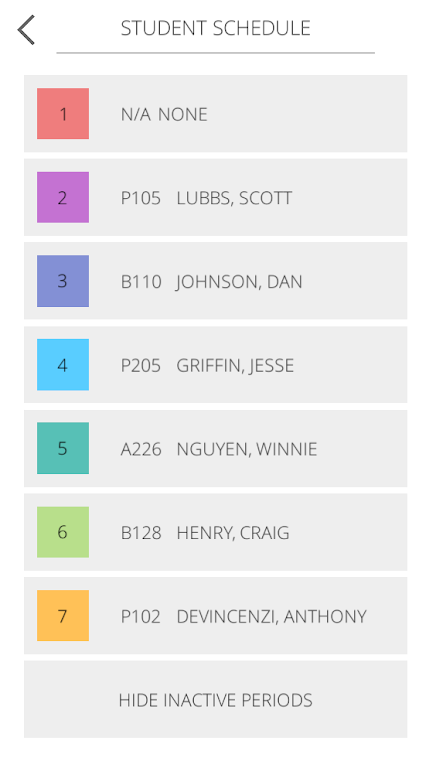 STUDENT SCHEDULE
1 N/A NONE
2 P105 LUBBS, SCOTT
3 B110 JOHNSON, DAN
4 P205 GRIFFIN, JESSE
5 A226 NGUYEN, WINNIE
6 B128 HENRY, CRAIG
7 P102 DEVINCENZI, ANTHONY
HIDE INACTIVE PERIODS